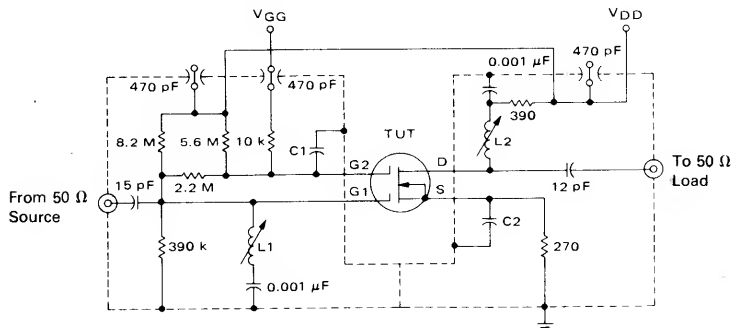 VGG
VDD
470 pF
470 pF
0.001 µF
470 pF
390
8.2 M
5.6 M
10 k
C1
TUT
L2
G2
D
15 pF
2.2 M
G1
S
12 pF
To 50 Ω
Load
From 50 Ω
Source
390 k
L1
C2
270
0.001 µF